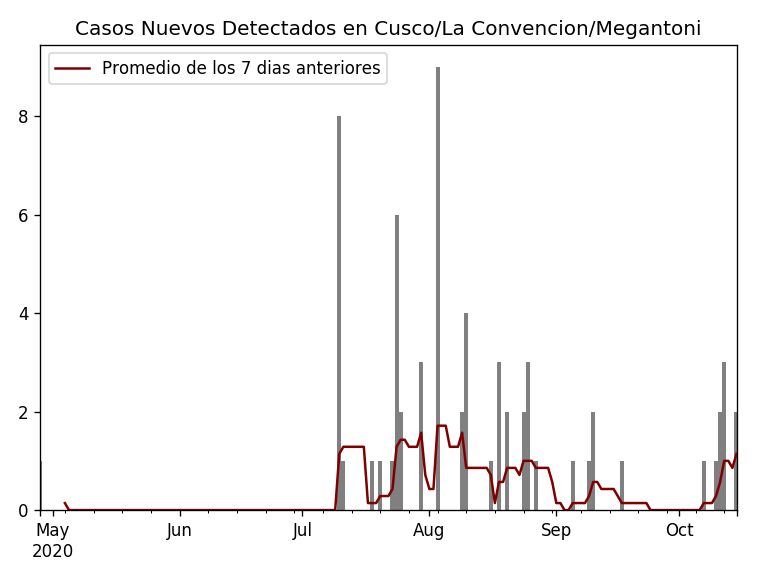 Casos Nuevos Detectados en Cusco/La Convencion/Megantoni
Promedio de los 7 dias anteriores
8
6
4
2
0
May Jun Jul Aug Sep Oct
2020